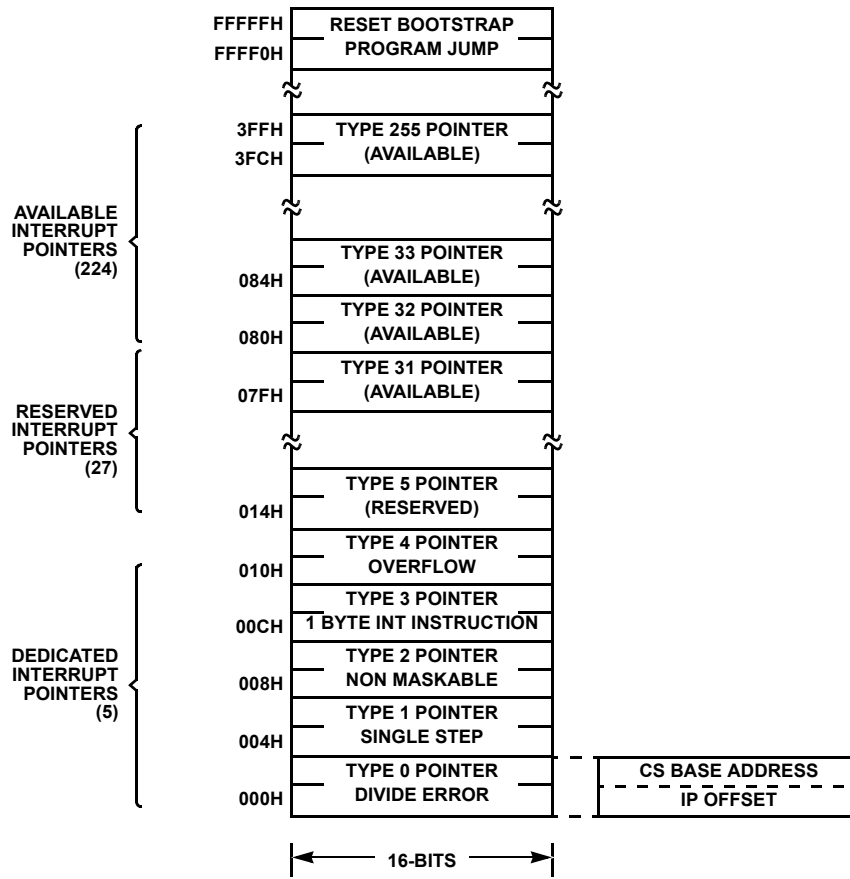 FFFFFH
RESET BOOTSTRAP
PROGRAM JUMP
FFFF0H
3FFH
TYPE 255 POINTER
(AVAILABLE)
3FCH
AVAILABLE
INTERRUPT
POINTERS
(224)
TYPE 33 POINTER
(AVAILABLE)
084H
TYPE 32 POINTER
(AVAILABLE)
080H
TYPE 31 POINTER
(AVAILABLE)
07FH
RESERVED
INTERRUPT
POINTERS
(27)
TYPE 5 POINTER
(RESERVED)
014H
TYPE 4 POINTER
OVERFLOW
010H
TYPE 3 POINTER
1 BYTE INT INSTRUCTION
00CH
DEDICATED
INTERRUPT
POINTERS
(5)
TYPE 2 POINTER
NON MASKABLE
008H
TYPE 1 POINTER
SINGLE STEP
004H
TYPE 0 POINTER
DIVIDE ERROR
000H
CS BASE ADDRESS
IP OFFSET
16-BITS